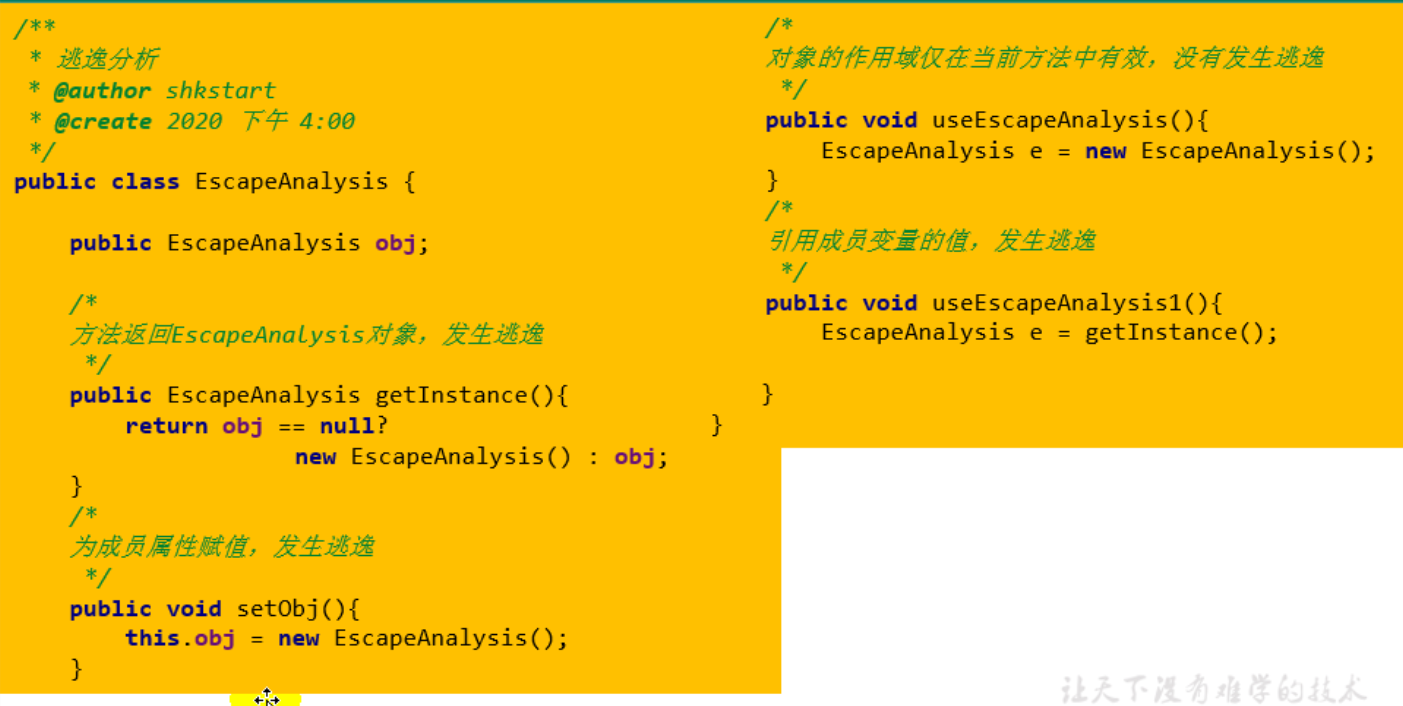 /**
 * 逃逸分析
 * @author shkstart
 * @create 2020 下午 4:00
 */
public class EscapeAnalysis {

    public EscapeAnalysis obj;

    /*
    方法返回EscapeAnalysis对象，发生逃逸
     */
    public EscapeAnalysis getInstance(){
        return obj == null?
                    new EscapeAnalysis() : obj;
    }
    /*
    为成员属性赋值，发生逃逸
     */
    public void setObj(){
        this.obj = new EscapeAnalysis();
    }
    /*
    对象的作用域仅在当前方法中有效，没有发生逃逸
     */
    public void useEscapeAnalysis(){
        EscapeAnalysis e = new EscapeAnalysis();
    }
    /*
    引用成员变量的值，发生逃逸
     */
    public void useEscapeAnalysis1(){
        EscapeAnalysis e = getInstance();

    }
}
让天下没有难学的技术